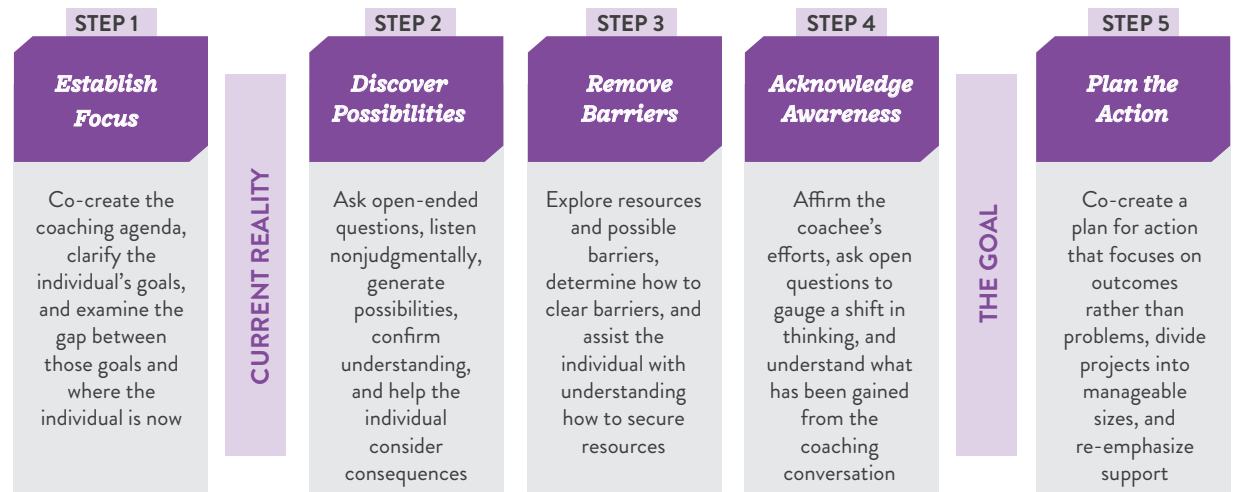 STEP 1
Establish
Focus
Co-create the
coaching agenda,
clarify the
individual’s goals,
and examine the
gap between
those goals and
where the
individual is now
CURRENT REALITY
STEP 2
Discover
Possibilities
Ask open-ended
questions, listen
nonjudgmentally,
generate
possibilities,
confirm
understanding,
and help the
individual
consider
consequences
STEP 3
Remove
Barriers
Explore resources
and possible
barriers,
determine how to
clear barriers, and
assist the
individual with
understanding
how to secure
resources
STEP 4
Acknowledge
Awareness
Affirm the
coachee’s
efforts, ask open
questions to
gauge a shift in
thinking, and
understand what
has been gained
from the
coaching
conversation
THE GOAL
STEP 5
Plan the
Action
Co-create a
plan for action
that focuses on
outcomes
rather than
problems, divide
projects into
manageable
sizes, and
re-emphasize
support